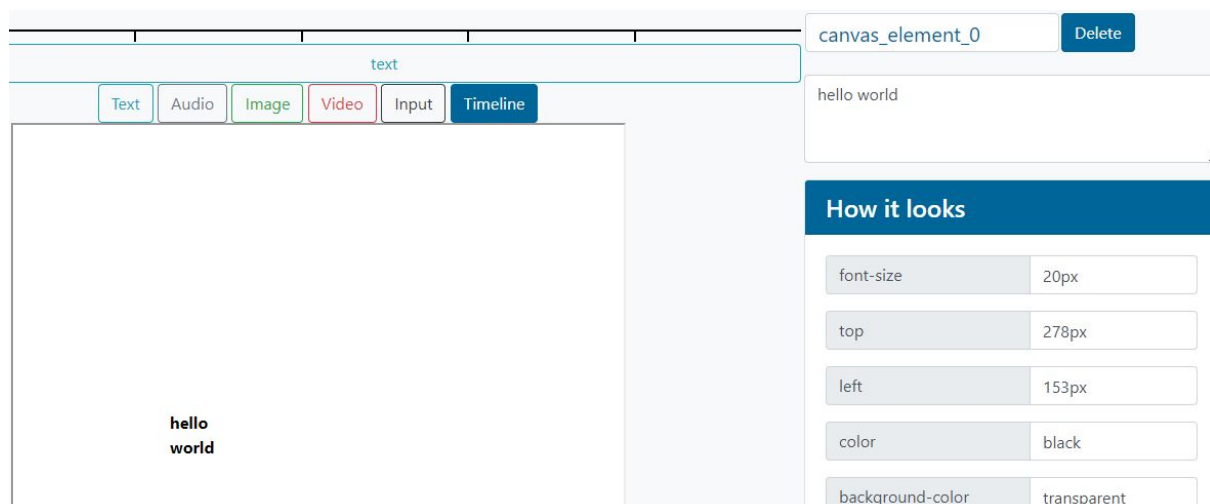 canvas_element_0 Delete
text
Text Audio Image Video Input Timeline
hello world
How it looks
font-size 20px
top 278px
left 153px
color black
background-color transparent
hello
world